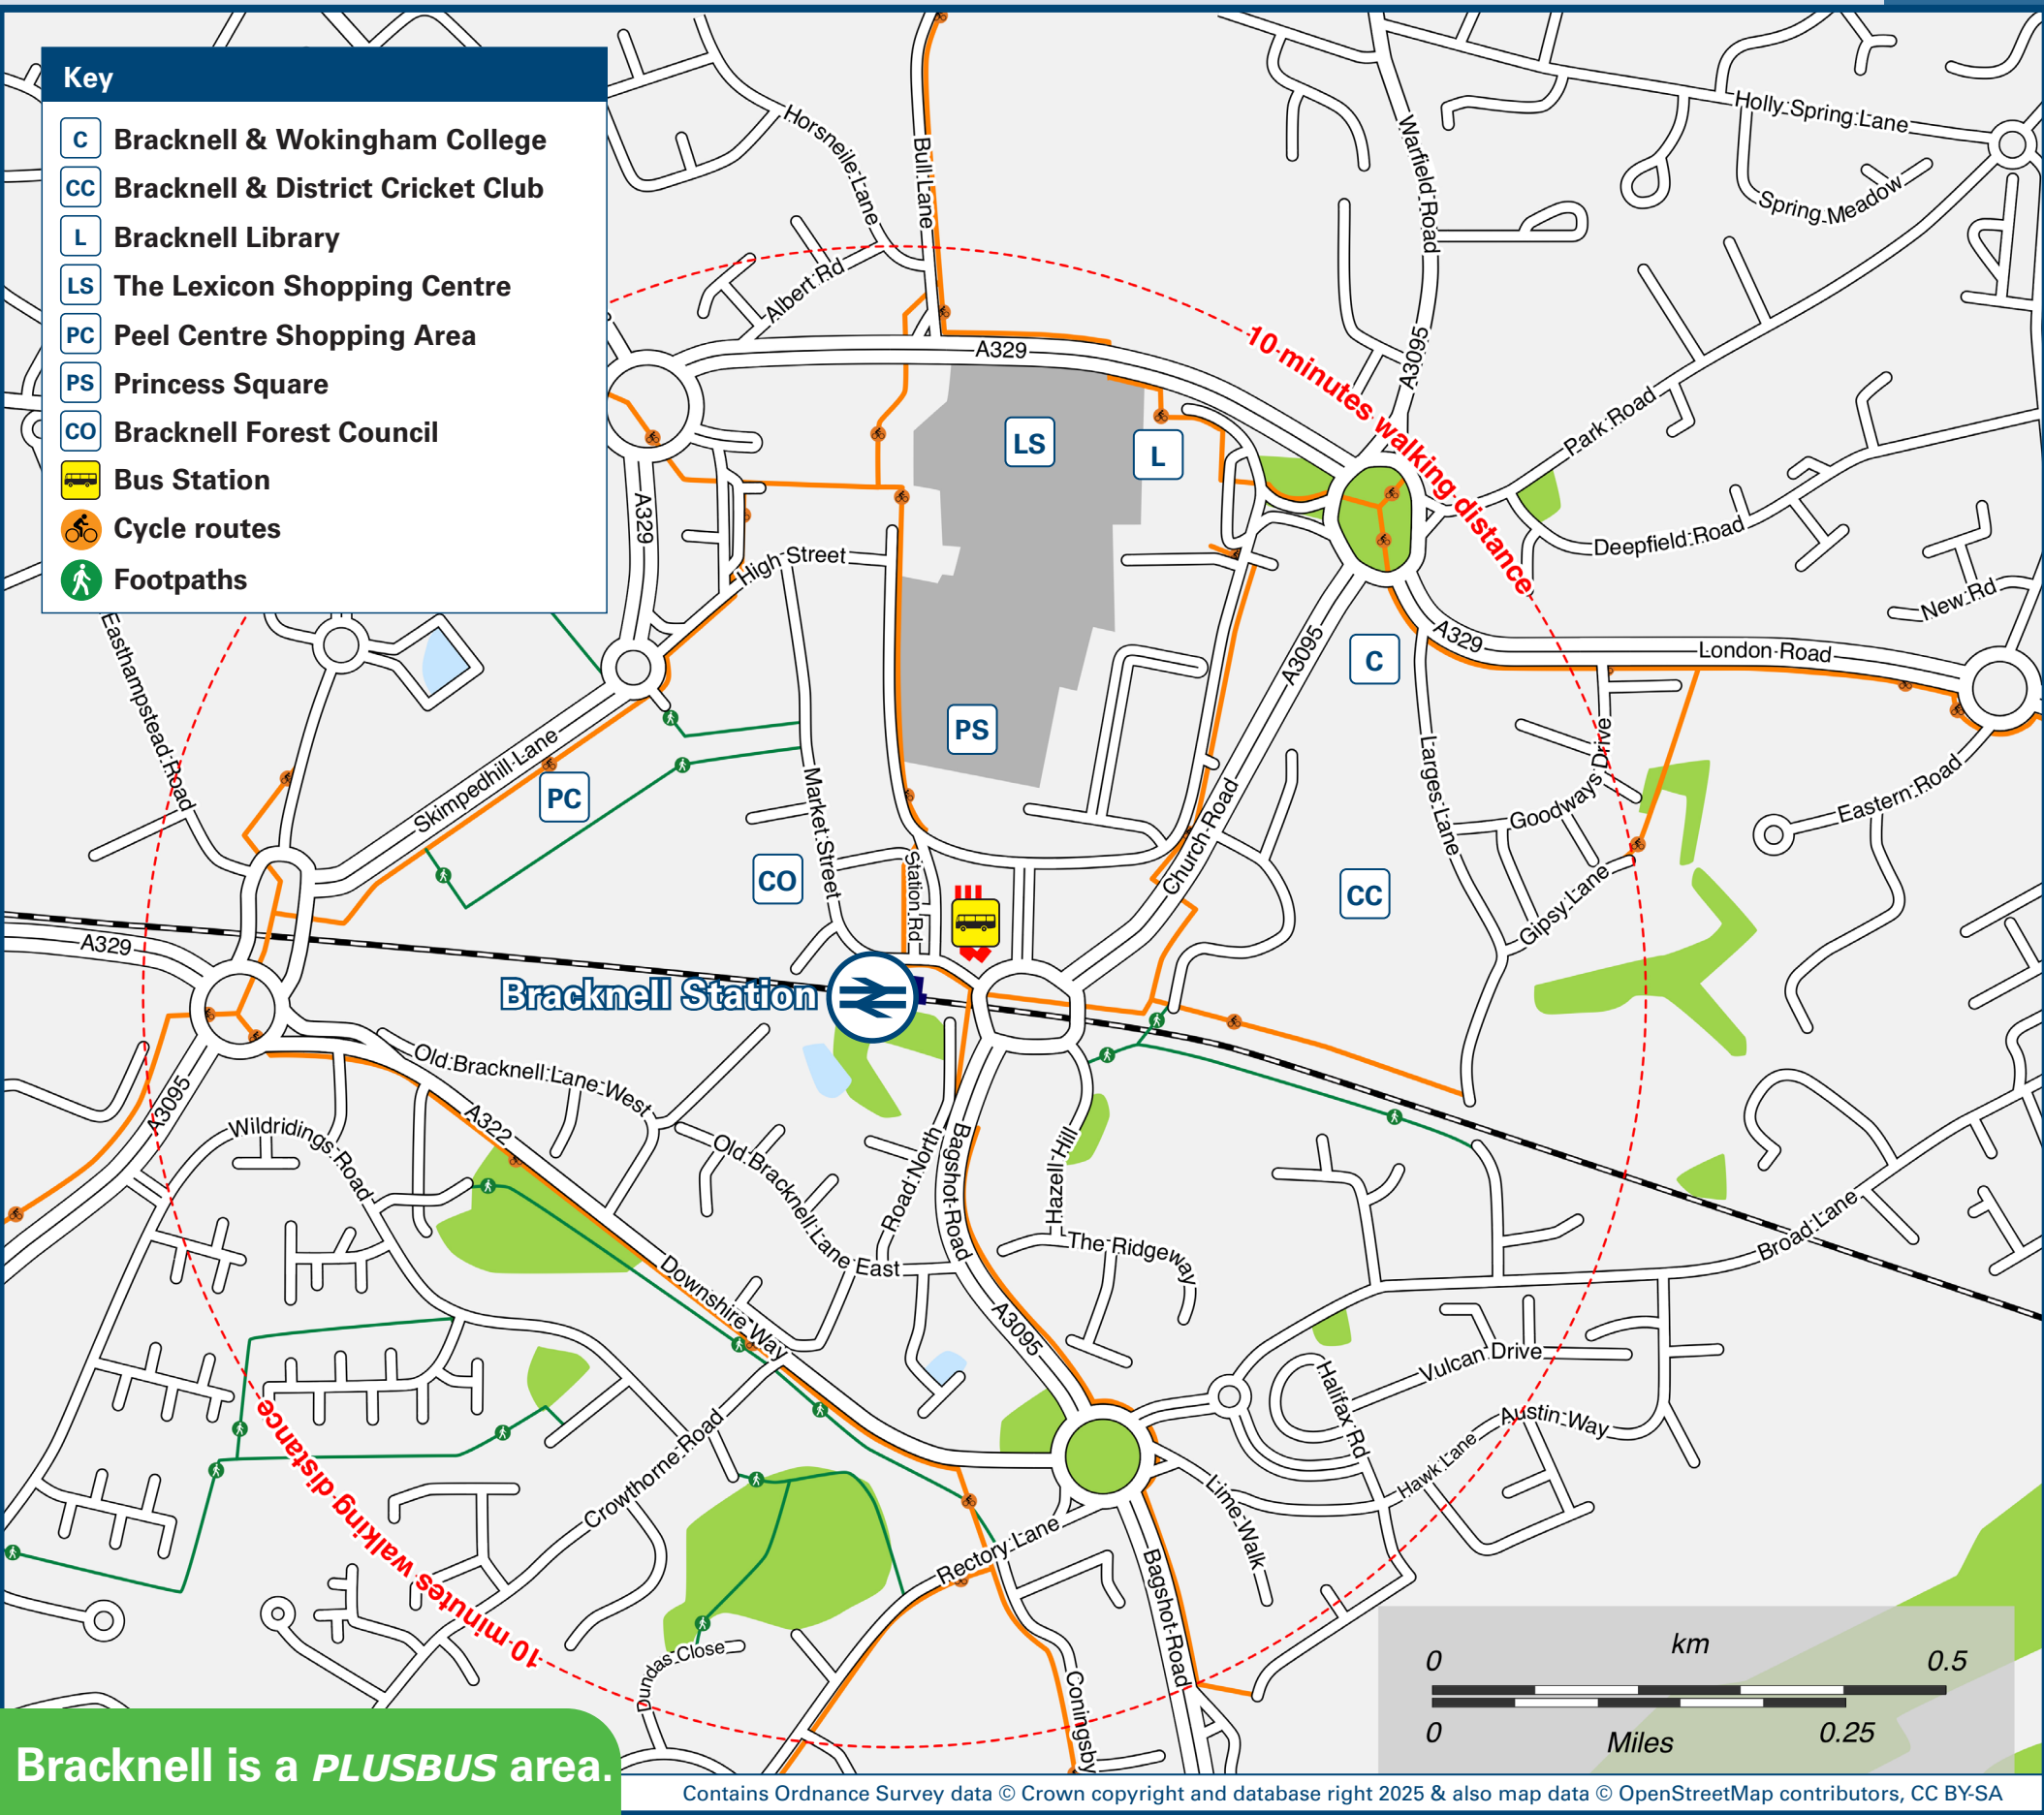 Key
C Bracknell & Wokingham College
CC Bracknell & District Cricket Club
L Bracknell Library
LS The Lexicon Shopping Centre
PC Peel Centre Shopping Area
PS Princess Square
CO Bracknell Forest Council
Bus Station
Cycle routes
Footpaths
Horsneile Lane
Bull Lane
Warfield Road
Holly Spring Lane
Spring Meadow
Albert Rd
A329
10 minutes walking distance
A3095
Park Road
LS
L
A329
High Street
Deepfield Road
New Rd
Easthampstead Road
A3095
C
A329
London Road
Skimpedhill Lane
PC
PS
Market Street
Church Road
Larges Lane
Goodways Drive
Eastern Road
CO
Station Rd
CC
Gipsy Lane
A329
Bracknell Station
Old Bracknell Lane West
A3095
Wildridings Road
A322
Old Bracknell Lane East
Road North
Bagshot Road
Hazell Hill
The Ridgeway
Broad Lane
Downshire Way
A3095
Vulcan Drive
Halifax Rd
Austin Way
Hawk Lane
10 minutes walking distance
Crowthorne Road
Lime Walk
Rectory Lane
Bagshot Road
Dundas Close
Coningsby
km
0 0.5
0 0.25
Miles
Bracknell is a PLUSBUS area.
Contains Ordnance Survey data © Crown copyright and database right 2025 & also map data © OpenStreetMap contributors, CC BY-SA